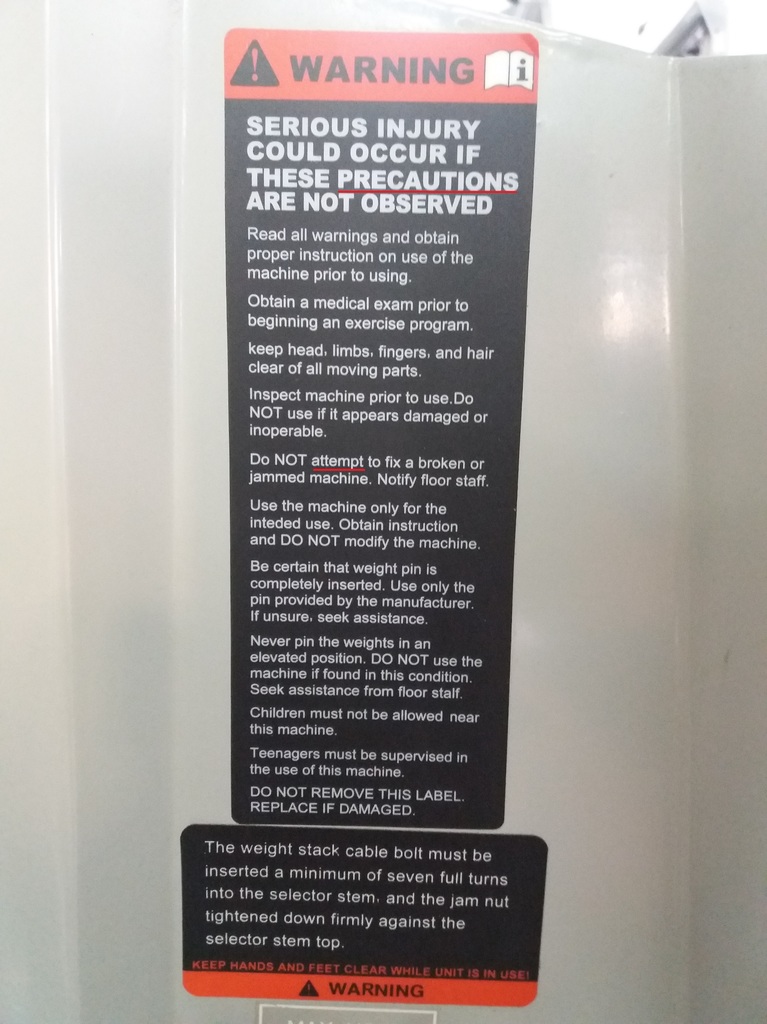 WARNING i
SERIOUS INJURY
COULD OCCUR IF
THESE PRECAUTIONS
ARE NOT OBSERVED
Read all warnings and obtain
proper instruction on use of the
machine prior to using.
Obtain a medical exam prior to
beginning an exercise program.
keep head, limbs, fingers, and hair
clear of all moving parts.
Inspect machine prior to use.Do
NOT use if it appears damaged or
inoperable.
Do NOT attempt to fix a broken or
jammed machine. Notify floor staff.
Use the machine only for the
inteded use. Obtain instruction
and DO NOT modify the machine.
Be certain that weight pin is
completely inserted. Use only the
pin provided by the manufacturer.
If unsure, seek assistance.
Never pin the weights in an
elevated position. DO NOT use the
machine if found in this condition.
Seek assistance from floor stalf.
Children must not be allowed near
this machine.
Teenagers must be supervised in
the use of this machine.
DO NOT REMOVE THIS LABEL.
REPLACE IF DAMAGED.
The weight stack cable bolt must be
inserted a minimum of seven full turns
into the selector stem, and the jam nut
tightened down firmly against the
selector stem top.
KEEP HANDS AND FEET CLEAR WHILE UNIT IS IN USE!
WARNING